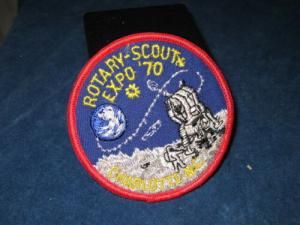 ROTARY-SCOUT
EXPO '70
CHARLOTTE N.C.